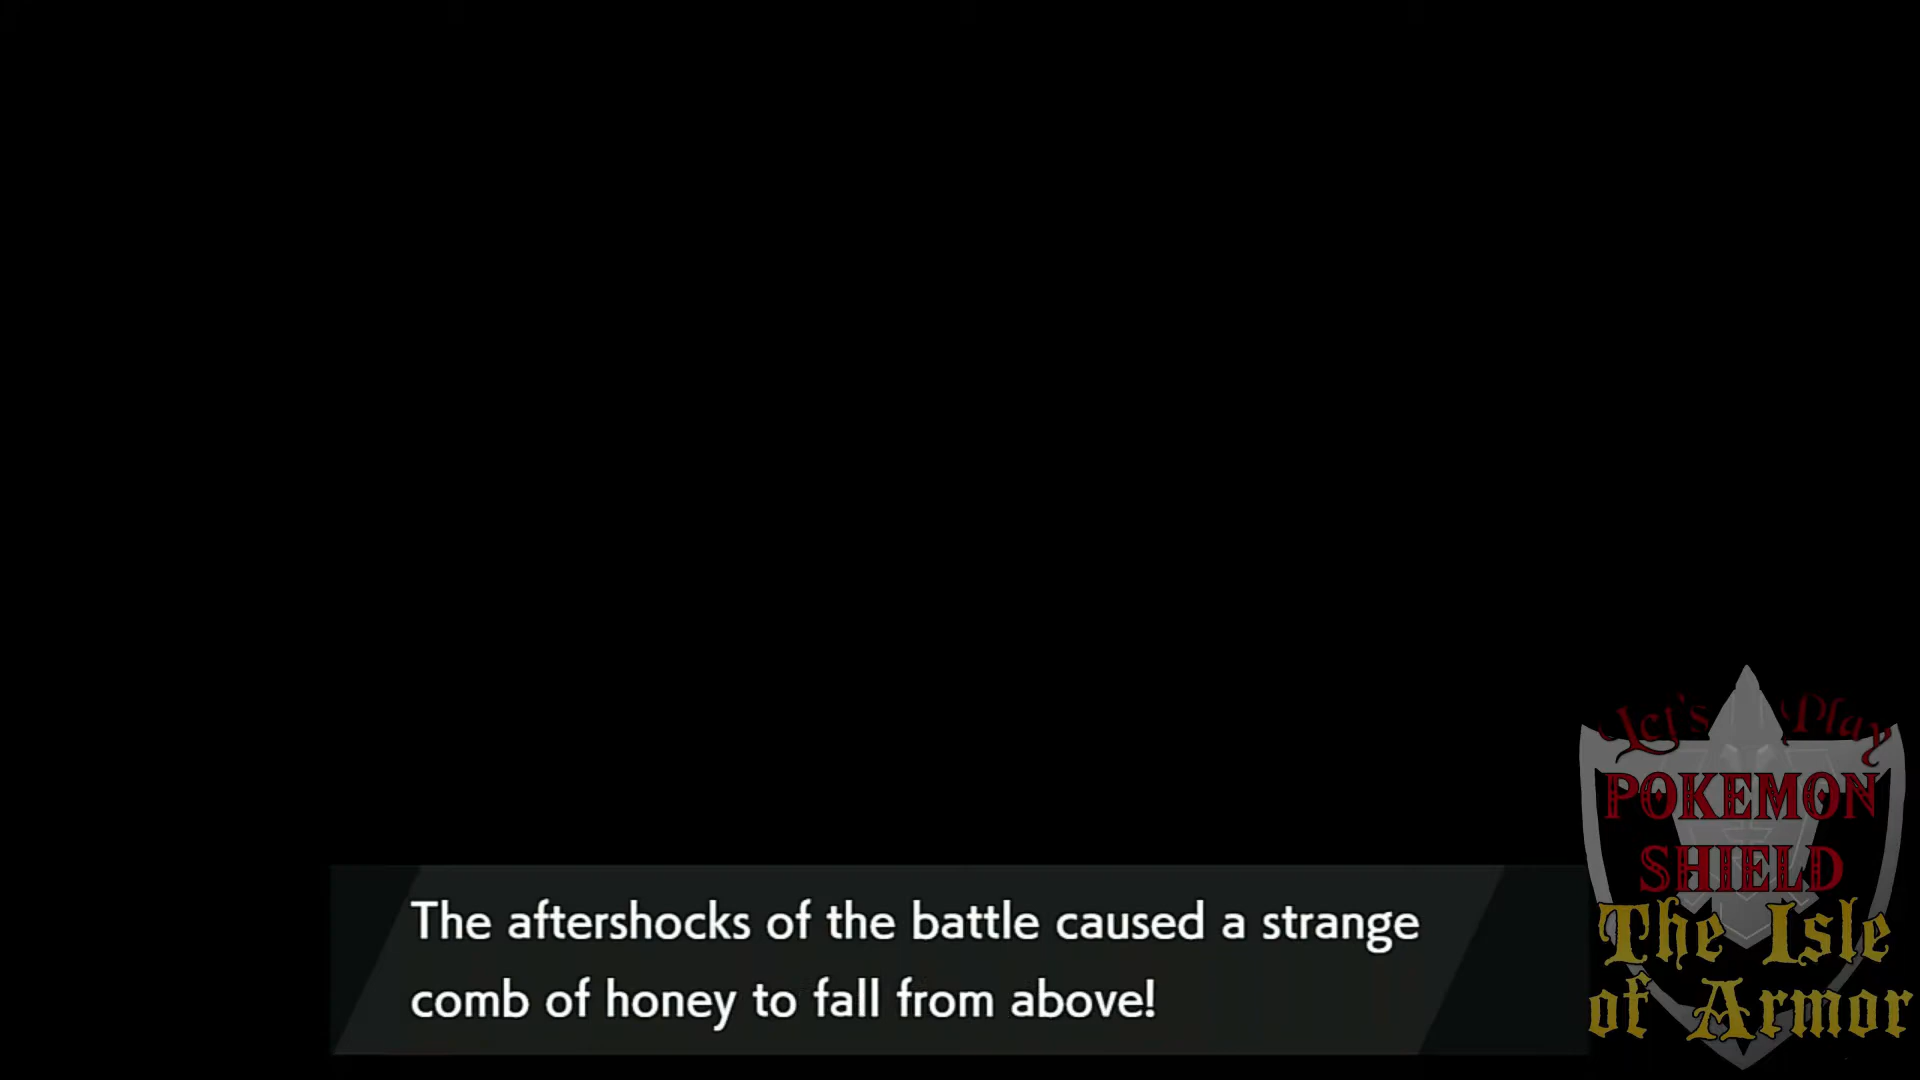 Let's Play
POKEMON
SHIELD
The Isle
of Armor
The aftershocks of the battle caused a strange
comb of honey to fall from above!